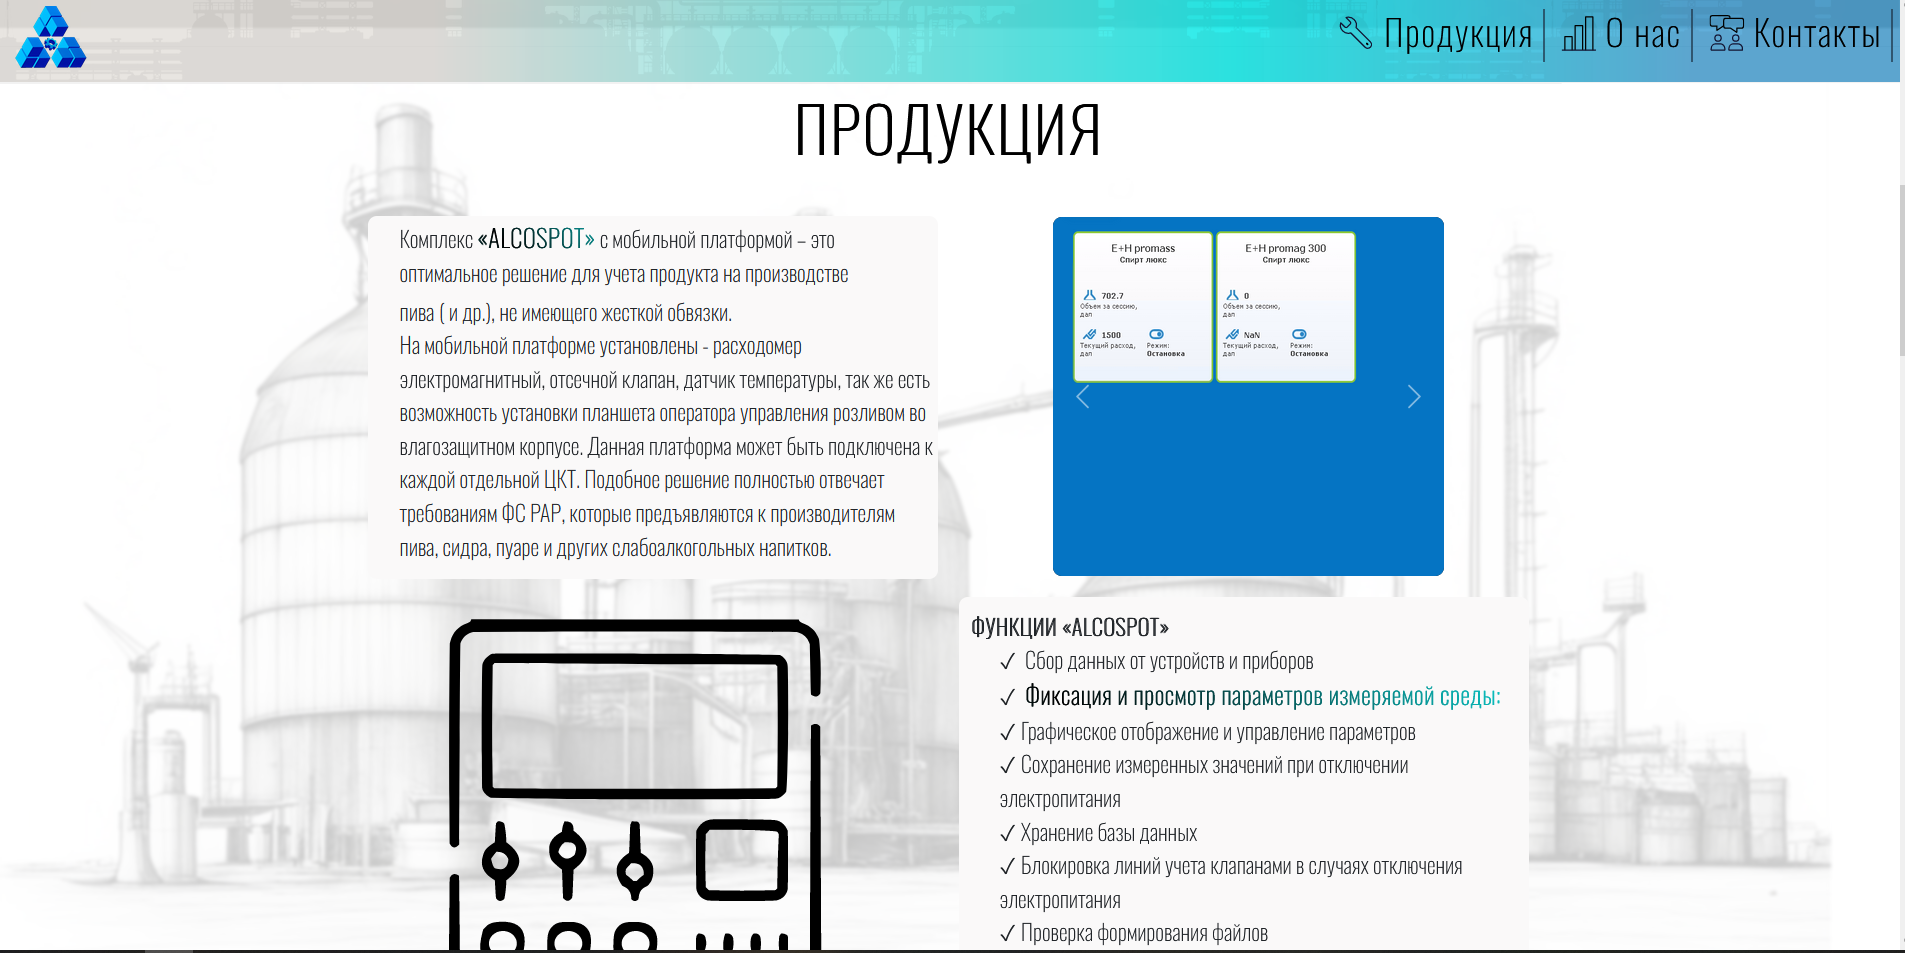 Продукция
О нас
Контакты
ПРОДУКЦИЯ
Комплекс «ALCOSPOT» с мобильной платформой – это
оптимальное решение для учета продукта на производстве
пива ( и др.), не имеющего жесткой обвязки.
На мобильной платформе установлены - расходомер
электромагнитный, отсечной клапан, датчик температуры, так же есть
возможность установки планшета оператора управления розливом во
влагозащитном корпусе. Данная платформа может быть подключена к
каждой отдельной ЦКТ. Подобное решение полностью отвечает
требованиям ФС РАР, которые предъявляются к производителям
пива, сидра, пуаре и других слабоалкогольных напитков.
E+H promass
Спирт люкс
702.7
Объем за сессию,
дал
1500
Текущий расход,
дал
Режим:
Остановка
E+H promag 300
Спирт люкс
0
Объем за сессию,
дал
NaN
Текущий расход,
дал
Режим:
Остановка
ФУНКЦИИ «ALCOSPOT»
✓ Сбор данных от устройств и приборов
✓ Фиксация и просмотр параметров измеряемой среды:
✓ Графическое отображение и управление параметров
✓ Сохранение измеренных значений при отключении
электропитания
✓ Хранение базы данных
✓ Блокировка линий учета клапанами в случаях отключения
электропитания
✓ Проверка формирования файлов